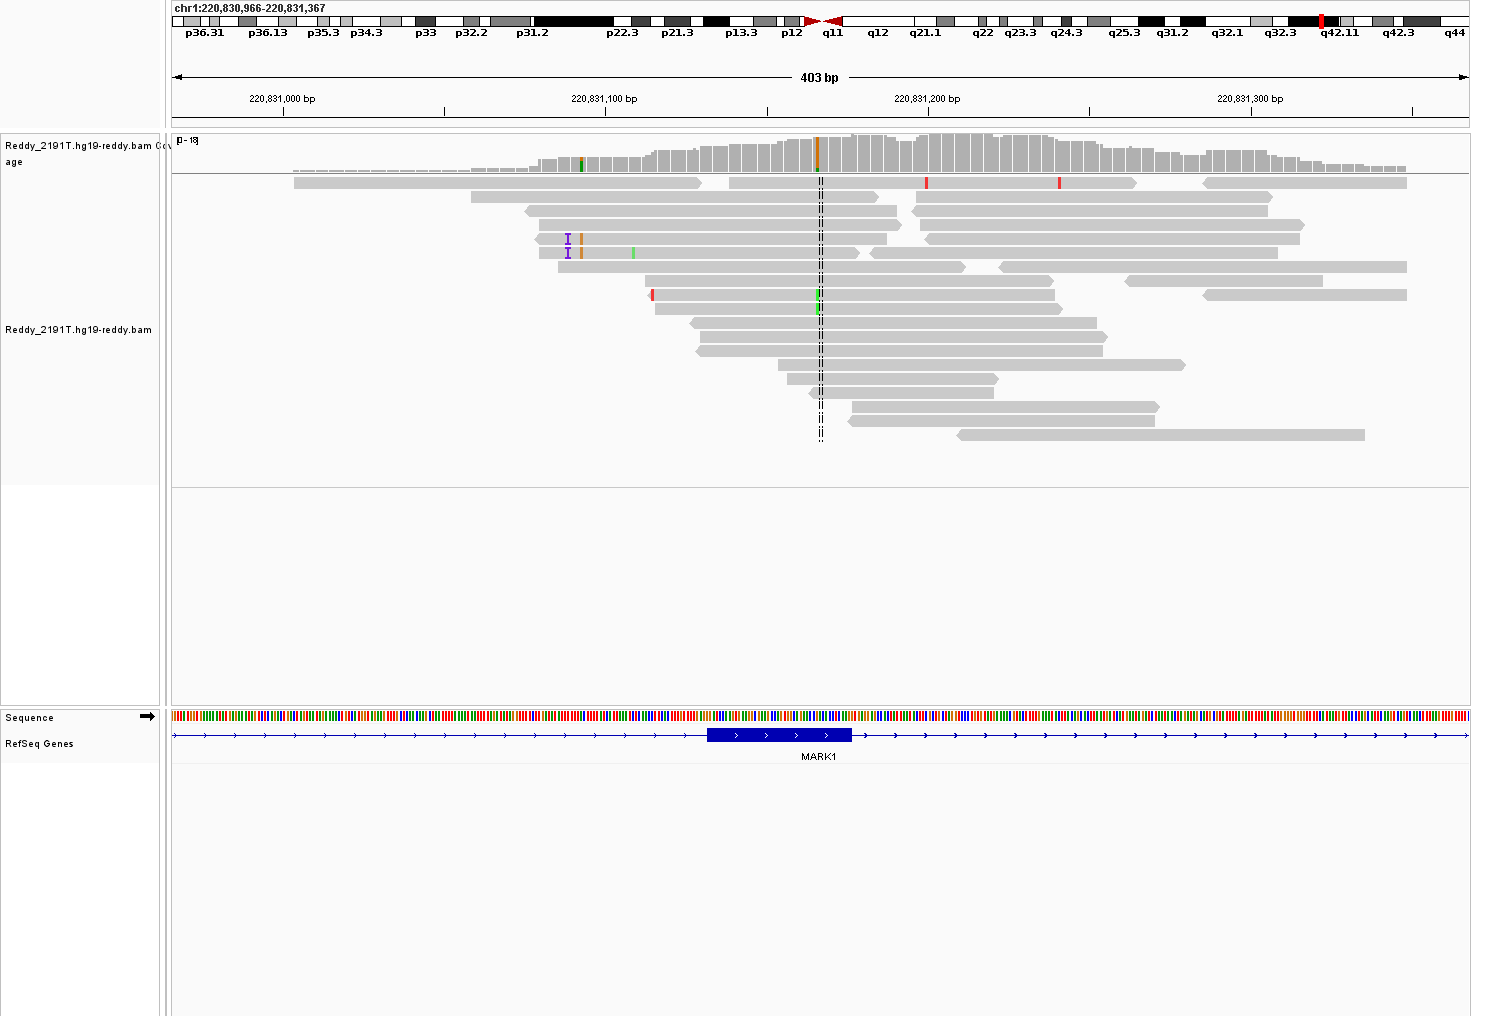 chr1:220,830,966-220,831,367
p36.31 p36.13 p35.3 p34.3 p33 p32.2 p31.2 p22.3 p21.3 p13.3 p12 q11 q12 q21.1 q22 q23.3 q24.3 q25.3 q31.2 q32.1 q32.3 q42.11 q42.3 q44
403 bp
220,831,000 bp 220,831,100 bp 220,831,200 bp 220,831,300 bp
Reddy_2191T.hg19-reddy.bam Cov
age
[0 - 18]
Reddy_2191T.hg19-reddy.bam
Sequence
RefSeq Genes
MARK1